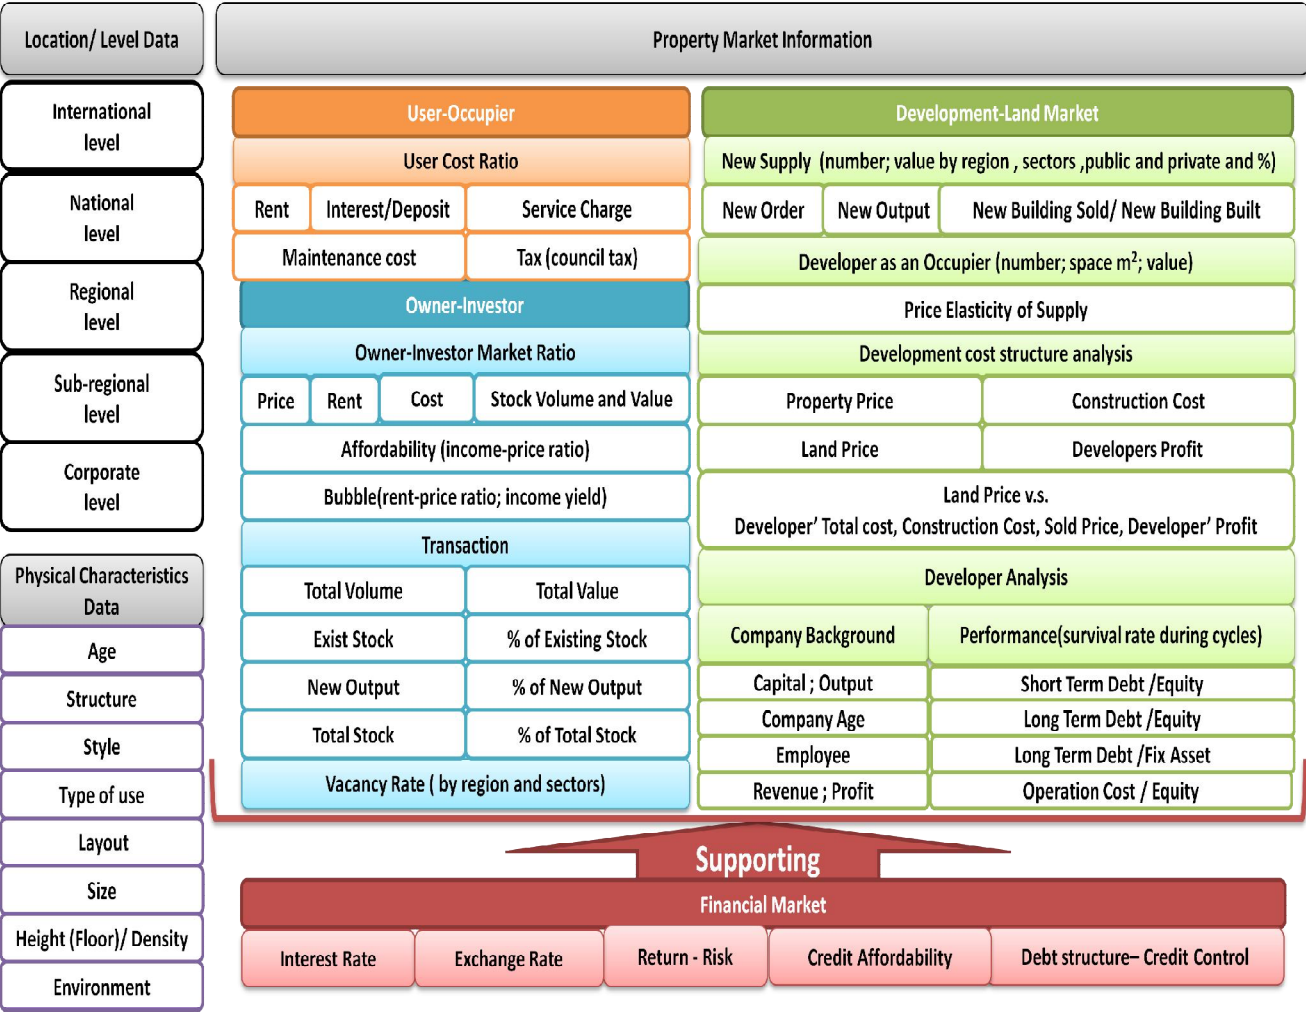 Location/ Level Data
International
level
National
level
Regional
level
Sub-regional
level
Corporate
level
Physical Characteristics
Data
Age
Structure
Style
Type of use
Layout
Size
Height (Floor)/ Density
Environment
Property Market Information
User-Occupier
User Cost Ratio
Rent
Interest/Deposit
Service Charge
Maintenance cost
Tax (council tax)
Owner-Investor
Owner-Investor Market Ratio
Price
Rent
Cost
Stock Volume and Value
Affordability (income-price ratio)
Bubble(rent-price ratio; income yield)
Transaction
Total Volume
Total Value
Exist Stock
% of Existing Stock
New Output
% of New Output
Total Stock
% of Total Stock
Vacancy Rate ( by region and sectors)
Development-Land Market
New Supply  (number; value by region , sectors ,public and private and %)
New Order
New Output
New Building Sold/ New Building Built
Developer as an Occupier (number; space m²; value)
Price Elasticity of Supply
Development cost structure analysis
Property Price
Construction Cost
Land Price
Developers Profit
Land Price v.s.
Developer’ Total cost, Construction Cost, Sold Price, Developer’ Profit
Developer Analysis
Company Background
Performance(survival rate during cycles)
Capital ; Output
Short Term Debt /Equity
Company Age
Long Term Debt /Equity
Employee
Long Term Debt /Fix Asset
Revenue ; Profit
Operation Cost / Equity
Supporting
Financial Market
Interest Rate
Exchange Rate
Return - Risk
Credit Affordability
Debt structure– Credit Control